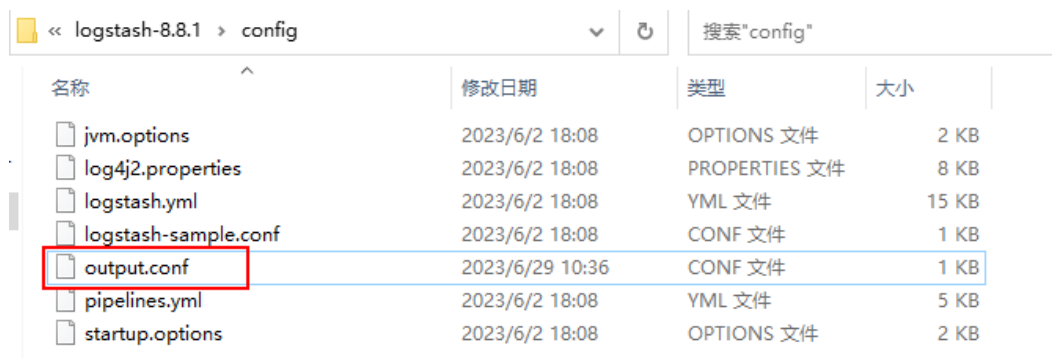 « logstash-8.8.1 › config 搜索"config"
名称 修改日期 类型 大小
jvm.options 2023/6/2 18:08 OPTIONS 文件 2 KB
log4j2.properties 2023/6/2 18:08 PROPERTIES 文件 8 KB
logstash.yml 2023/6/2 18:08 YML 文件 15 KB
logstash-sample.conf 2023/6/2 18:08 CONF 文件 1 KB
output.conf 2023/6/29 10:36 CONF 文件 1 KB
pipelines.yml 2023/6/2 18:08 YML 文件 5 KB
startup.options 2023/6/2 18:08 OPTIONS 文件 2 KB